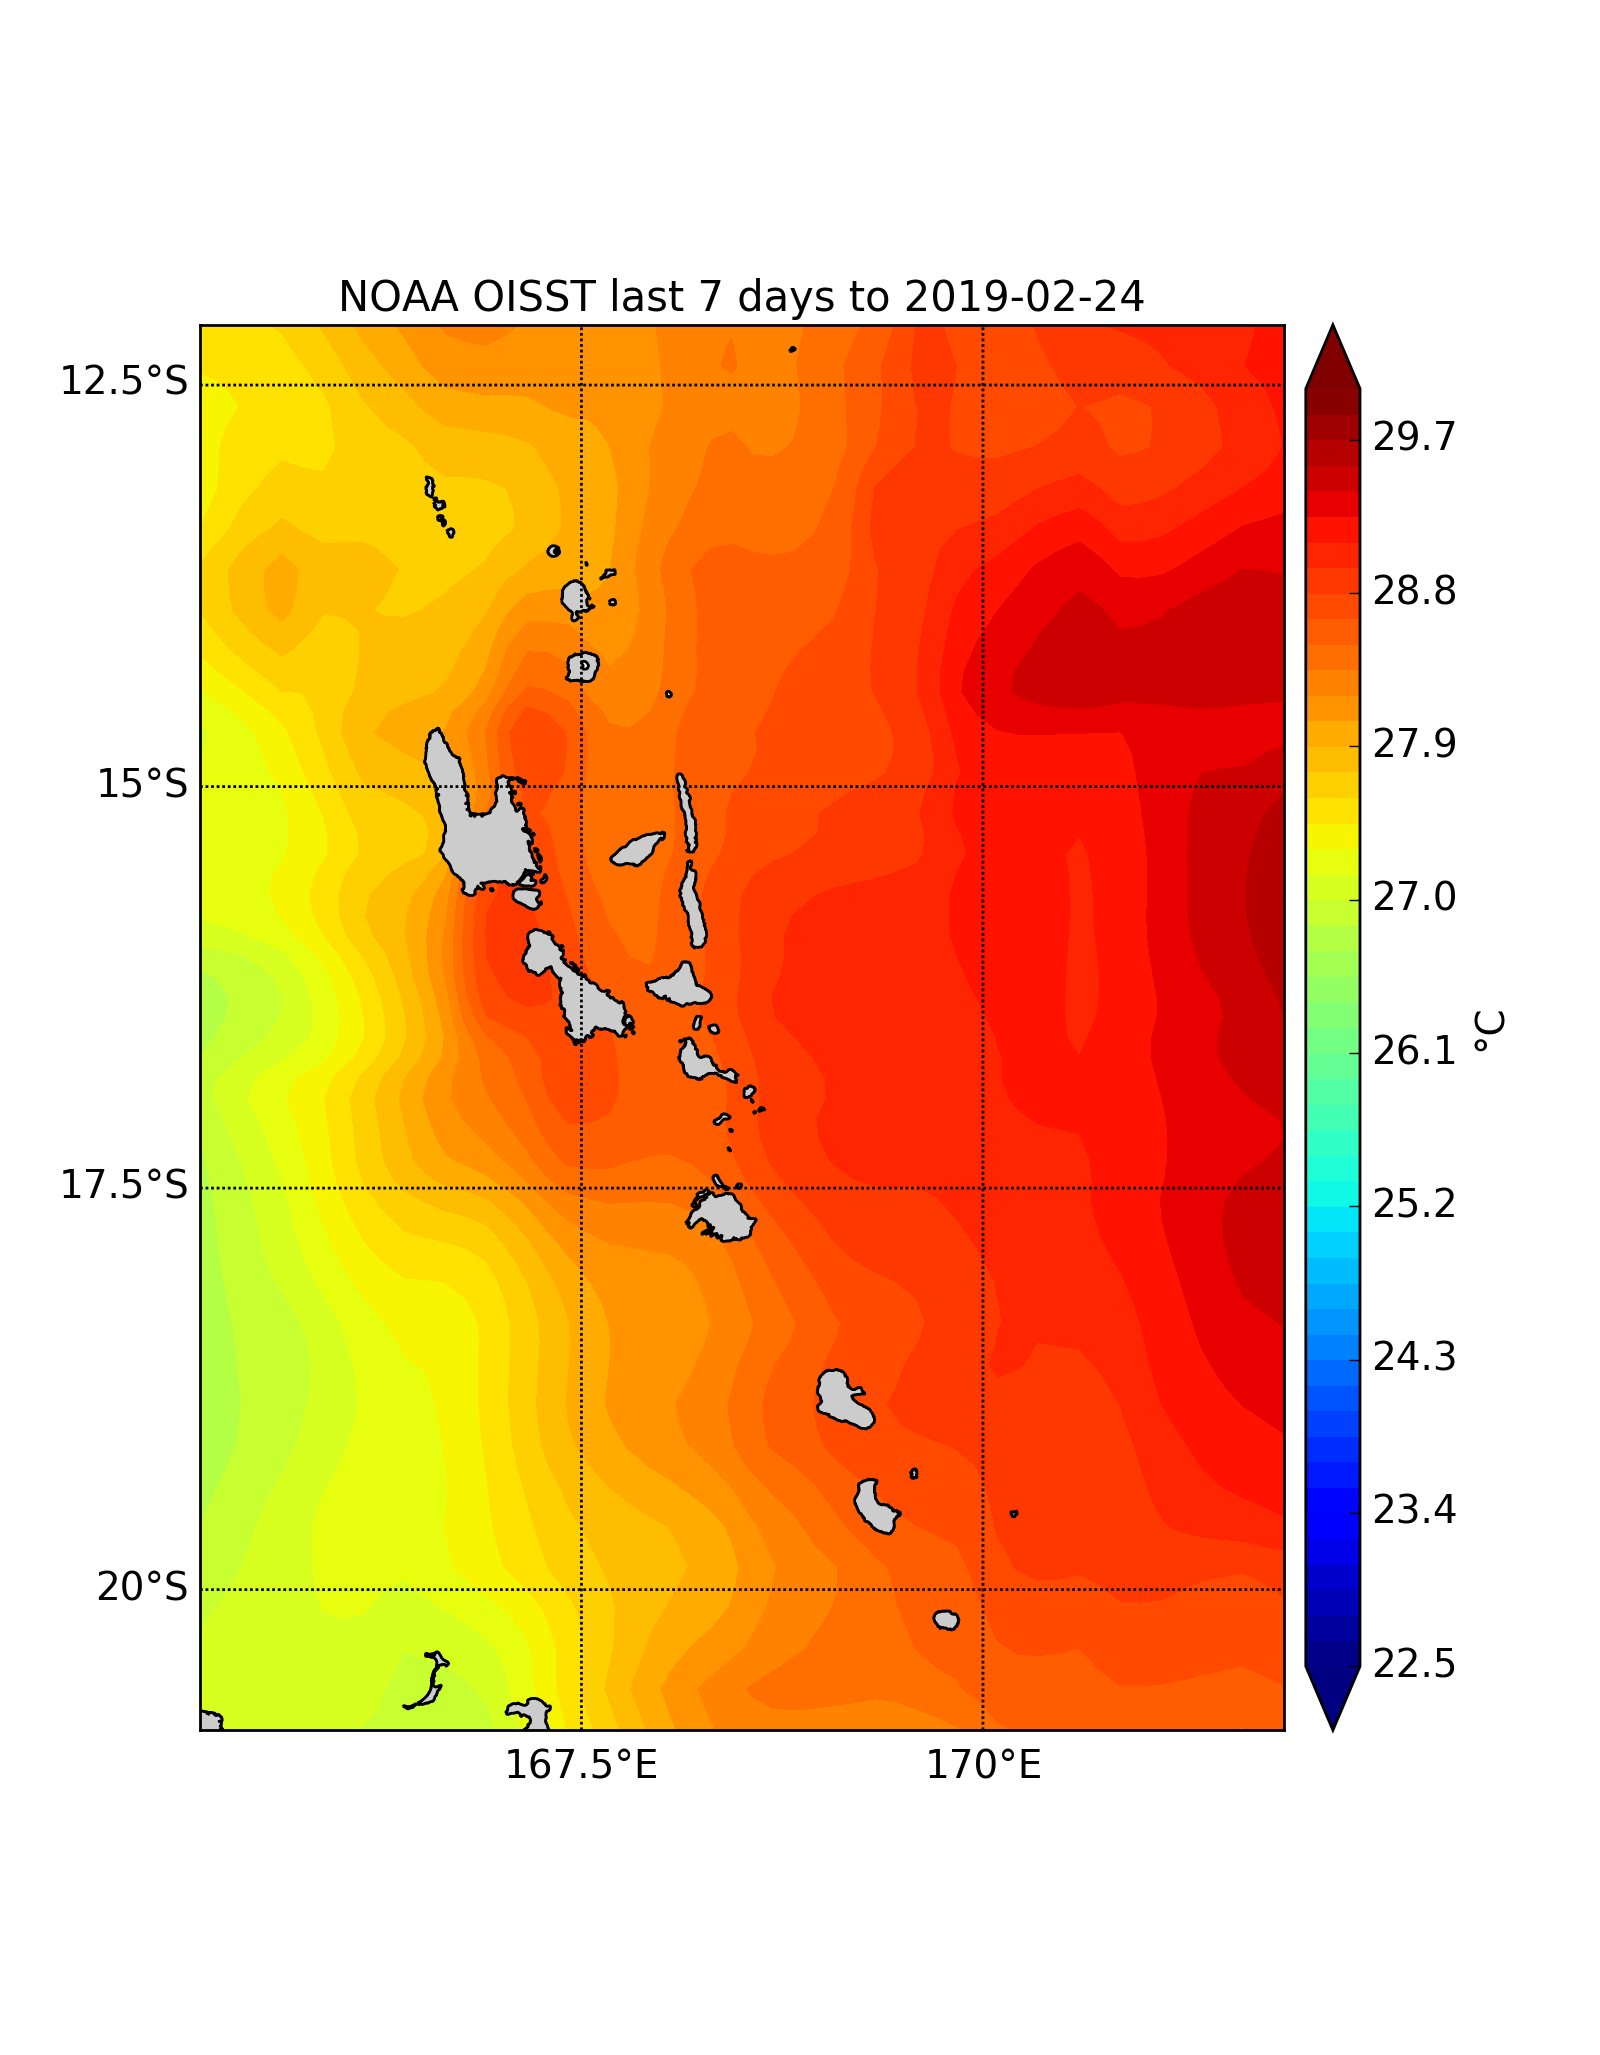 NOAA OISST last 7 days to 2019-02-24
12.5°S
15°S
17.5°S
20°S
167.5°E
170°E
29.7
28.8
27.9
27.0
26.1
25.2
24.3
23.4
22.5
°C